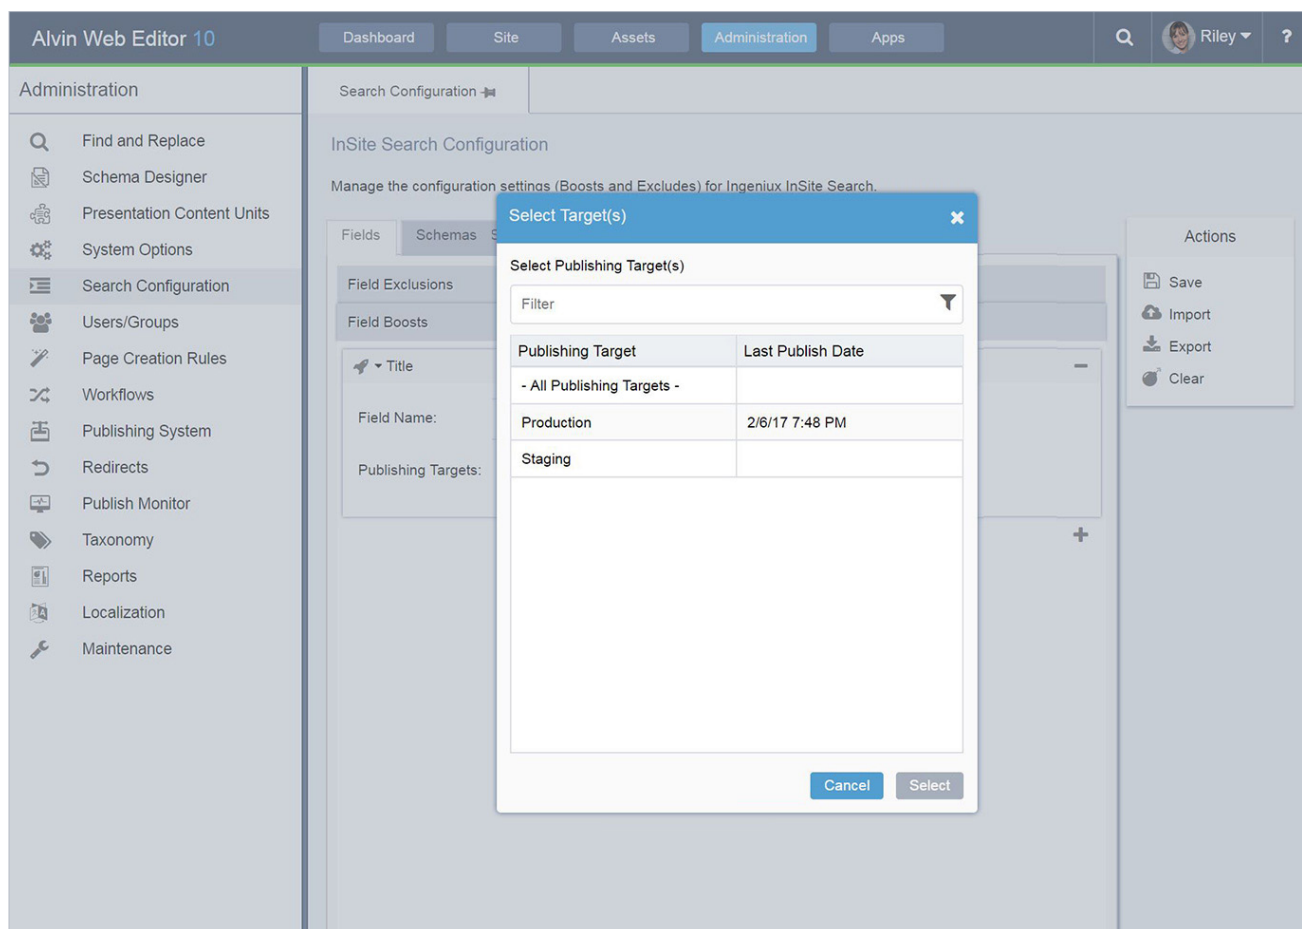 Alvin Web Editor 10
Dashboard
Site
Assets
Administration
Apps
Riley
?
Administration
Find and Replace
Schema Designer
Presentation Content Units
System Options
Search Configuration
Users/Groups
Page Creation Rules
Workflows
Publishing System
Redirects
Publish Monitor
Taxonomy
Reports
Localization
Maintenance
Search Configuration
InSite Search Configuration
Manage the configuration settings (Boosts and Excludes) for Ingeniux InSite Search.
Fields
Schemas
S
Field Exclusions
Field Boosts
Title
Field Name:
Publishing Targets:
Select Target(s)
Select Publishing Target(s)
Filter
Publishing Target
Last Publish Date
- All Publishing Targets -
Production
2/6/17 7:48 PM
Staging
Cancel
Select
Actions
Save
Import
Export
Clear